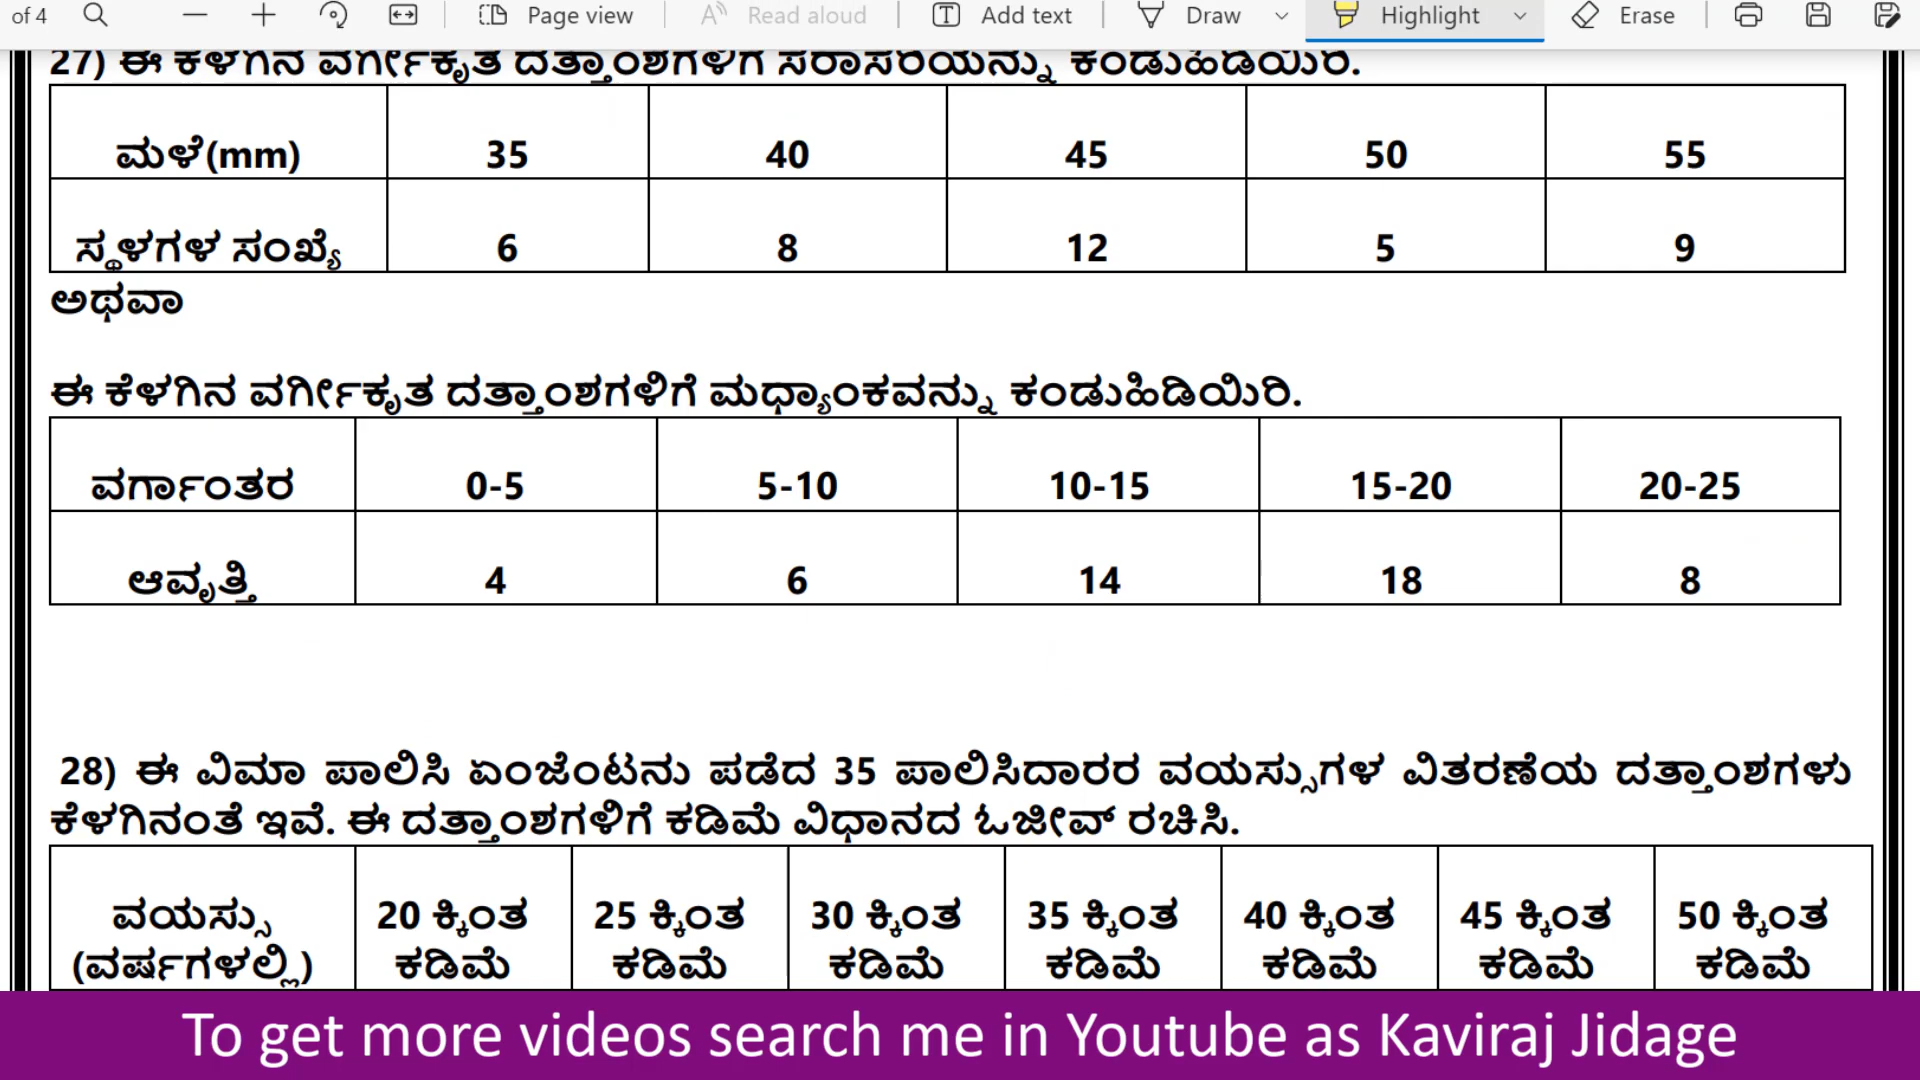 of 4 Page view Read aloud Add text Draw Highlight Erase
27) ಈ ಕೆಳಗಿನ ವರ್ಗೀಕೃತ ದತ್ತಾಂಶಗಳಿಗೆ ಸರಾಸರಿಯನ್ನು ಕಂಡುಹಿಡಿಯಿರಿ.
ಮಳೆ(mm) 35 40 45 50 55
ಸ್ಥಳಗಳ ಸಂಖ್ಯೆ 6 8 12 5 9
ಅಥವಾ
ಈ ಕೆಳಗಿನ ವರ್ಗೀಕೃತ ದತ್ತಾಂಶಗಳಿಗೆ ಮಧ್ಯಾಂಕವನ್ನು ಕಂಡುಹಿಡಿಯಿರಿ.
ವರ್ಗಾಂತರ 0-5 5-10 10-15 15-20 20-25
ಆವೃತ್ತಿ 4 6 14 18 8
28) ಈ ವಿಮಾ ಪಾಲಿಸಿ ಏಂಜೆಂಟನು ಪಡೆದ 35 ಪಾಲಿಸಿದಾರರ ವಯಸ್ಸುಗಳ ವಿತರಣೆಯ ದತ್ತಾಂಶಗಳು
ಕೆಳಗಿನಂತೆ ಇವೆ. ಈ ದತ್ತಾಂಶಗಳಿಗೆ ಕಡಿಮೆ ವಿಧಾನದ ಓಜೀವ್ ರಚಿಸಿ.
ವಯಸ್ಸು 20 ಕ್ಕಿಂತ 25 ಕ್ಕಿಂತ 30 ಕ್ಕಿಂತ 35 ಕ್ಕಿಂತ 40 ಕ್ಕಿಂತ 45 ಕ್ಕಿಂತ 50 ಕ್ಕಿಂತ
(ವರ್ಷಗಳಲ್ಲಿ) ಕಡಿಮೆ ಕಡಿಮೆ ಕಡಿಮೆ ಕಡಿಮೆ ಕಡಿಮೆ ಕಡಿಮೆ ಕಡಿಮೆ
To get more videos search me in Youtube as Kaviraj Jidage